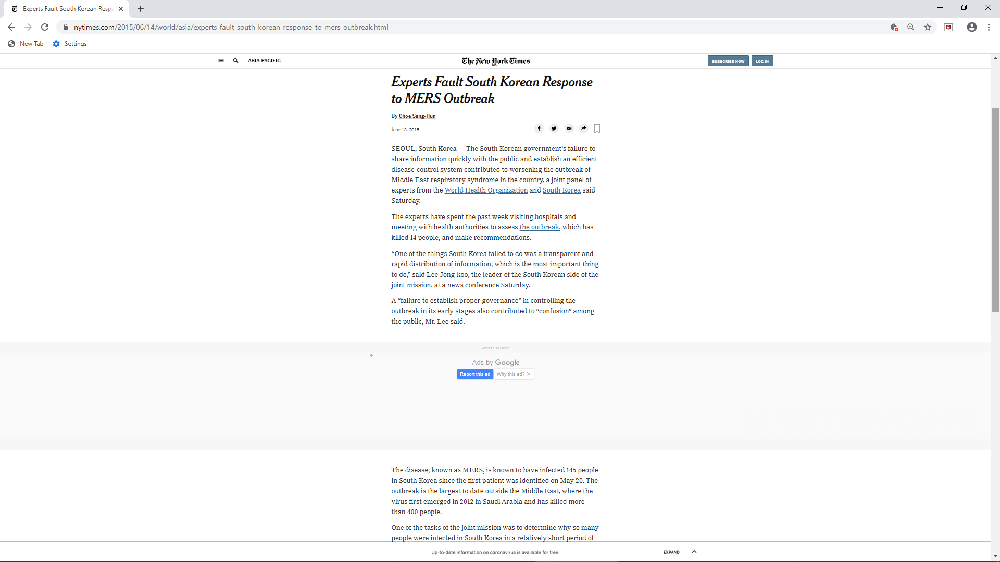 Experts Fault South Korean Resp
nytimes.com/2015/06/14/world/asia/experts-fault-south-korean-response-to-mers-outbreak.html
New Tab Settings
ASIA PACIFIC
The New York Times
SUBSCRIBE NOW
LOG IN
Experts Fault South Korean Response
to MERS Outbreak
By Choe Sang-Hun
June 13, 2015
SEOUL, South Korea — The South Korean government’s failure to
share information quickly with the public and establish an efficient
disease-control system contributed to worsening the outbreak of
Middle East respiratory syndrome in the country, a joint panel of
experts from the World Health Organization and South Korea said
Saturday.
The experts have spent the past week visiting hospitals and
meeting with health authorities to assess the outbreak, which has
killed 14 people, and make recommendations.
“One of the things South Korea failed to do was a transparent and
rapid distribution of information, which is the most important thing
to do,” said Lee Jong-koo, the leader of the South Korean side of the
joint mission, at a news conference Saturday.
A “failure to establish proper governance” in controlling the
outbreak in its early stages also contributed to “confusion” among
the public, Mr. Lee said.
ADVERTISEMENT
Ads by Google
Report this ad
Why this ad?
The disease, known as MERS, is known to have infected 145 people
in South Korea since the first patient was identified on May 20. The
outbreak is the largest to date outside the Middle East, where the
virus first emerged in 2012 in Saudi Arabia and has killed more
than 400 people.
One of the tasks of the joint mission was to determine why so many
people were infected in South Korea in a relatively short period of
Up-to-date information on coronavirus is available for free.
EXPAND